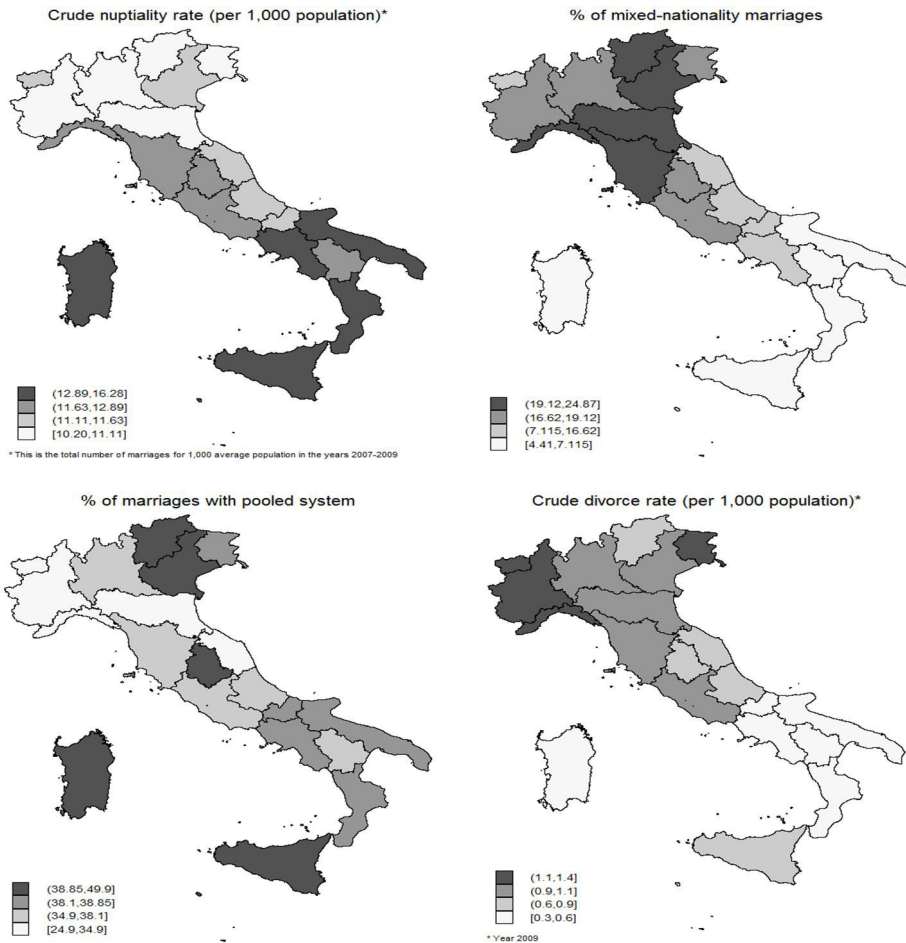 Crude nuptiality rate (per 1,000 population)*
(12.89,16.28]
(11.63,12.89]
(11.11,11.63]
[10.20,11.11]
* This is the total number of marriages for 1,000 average population in the years 2007-2009
% of mixed-nationality marriages
(19.12,24.87]
(16.62,19.12]
(7.115,16.62]
[4.41,7.115]
% of marriages with pooled system
(38.85,49.9]
(38.1,38.85]
(34.9,38.1]
[24.9,34.9]
Crude divorce rate (per 1,000 population)*
(1.1,1.4]
(0.9,1.1]
(0.6,0.9]
[0.3,0.6]
* Year 2009